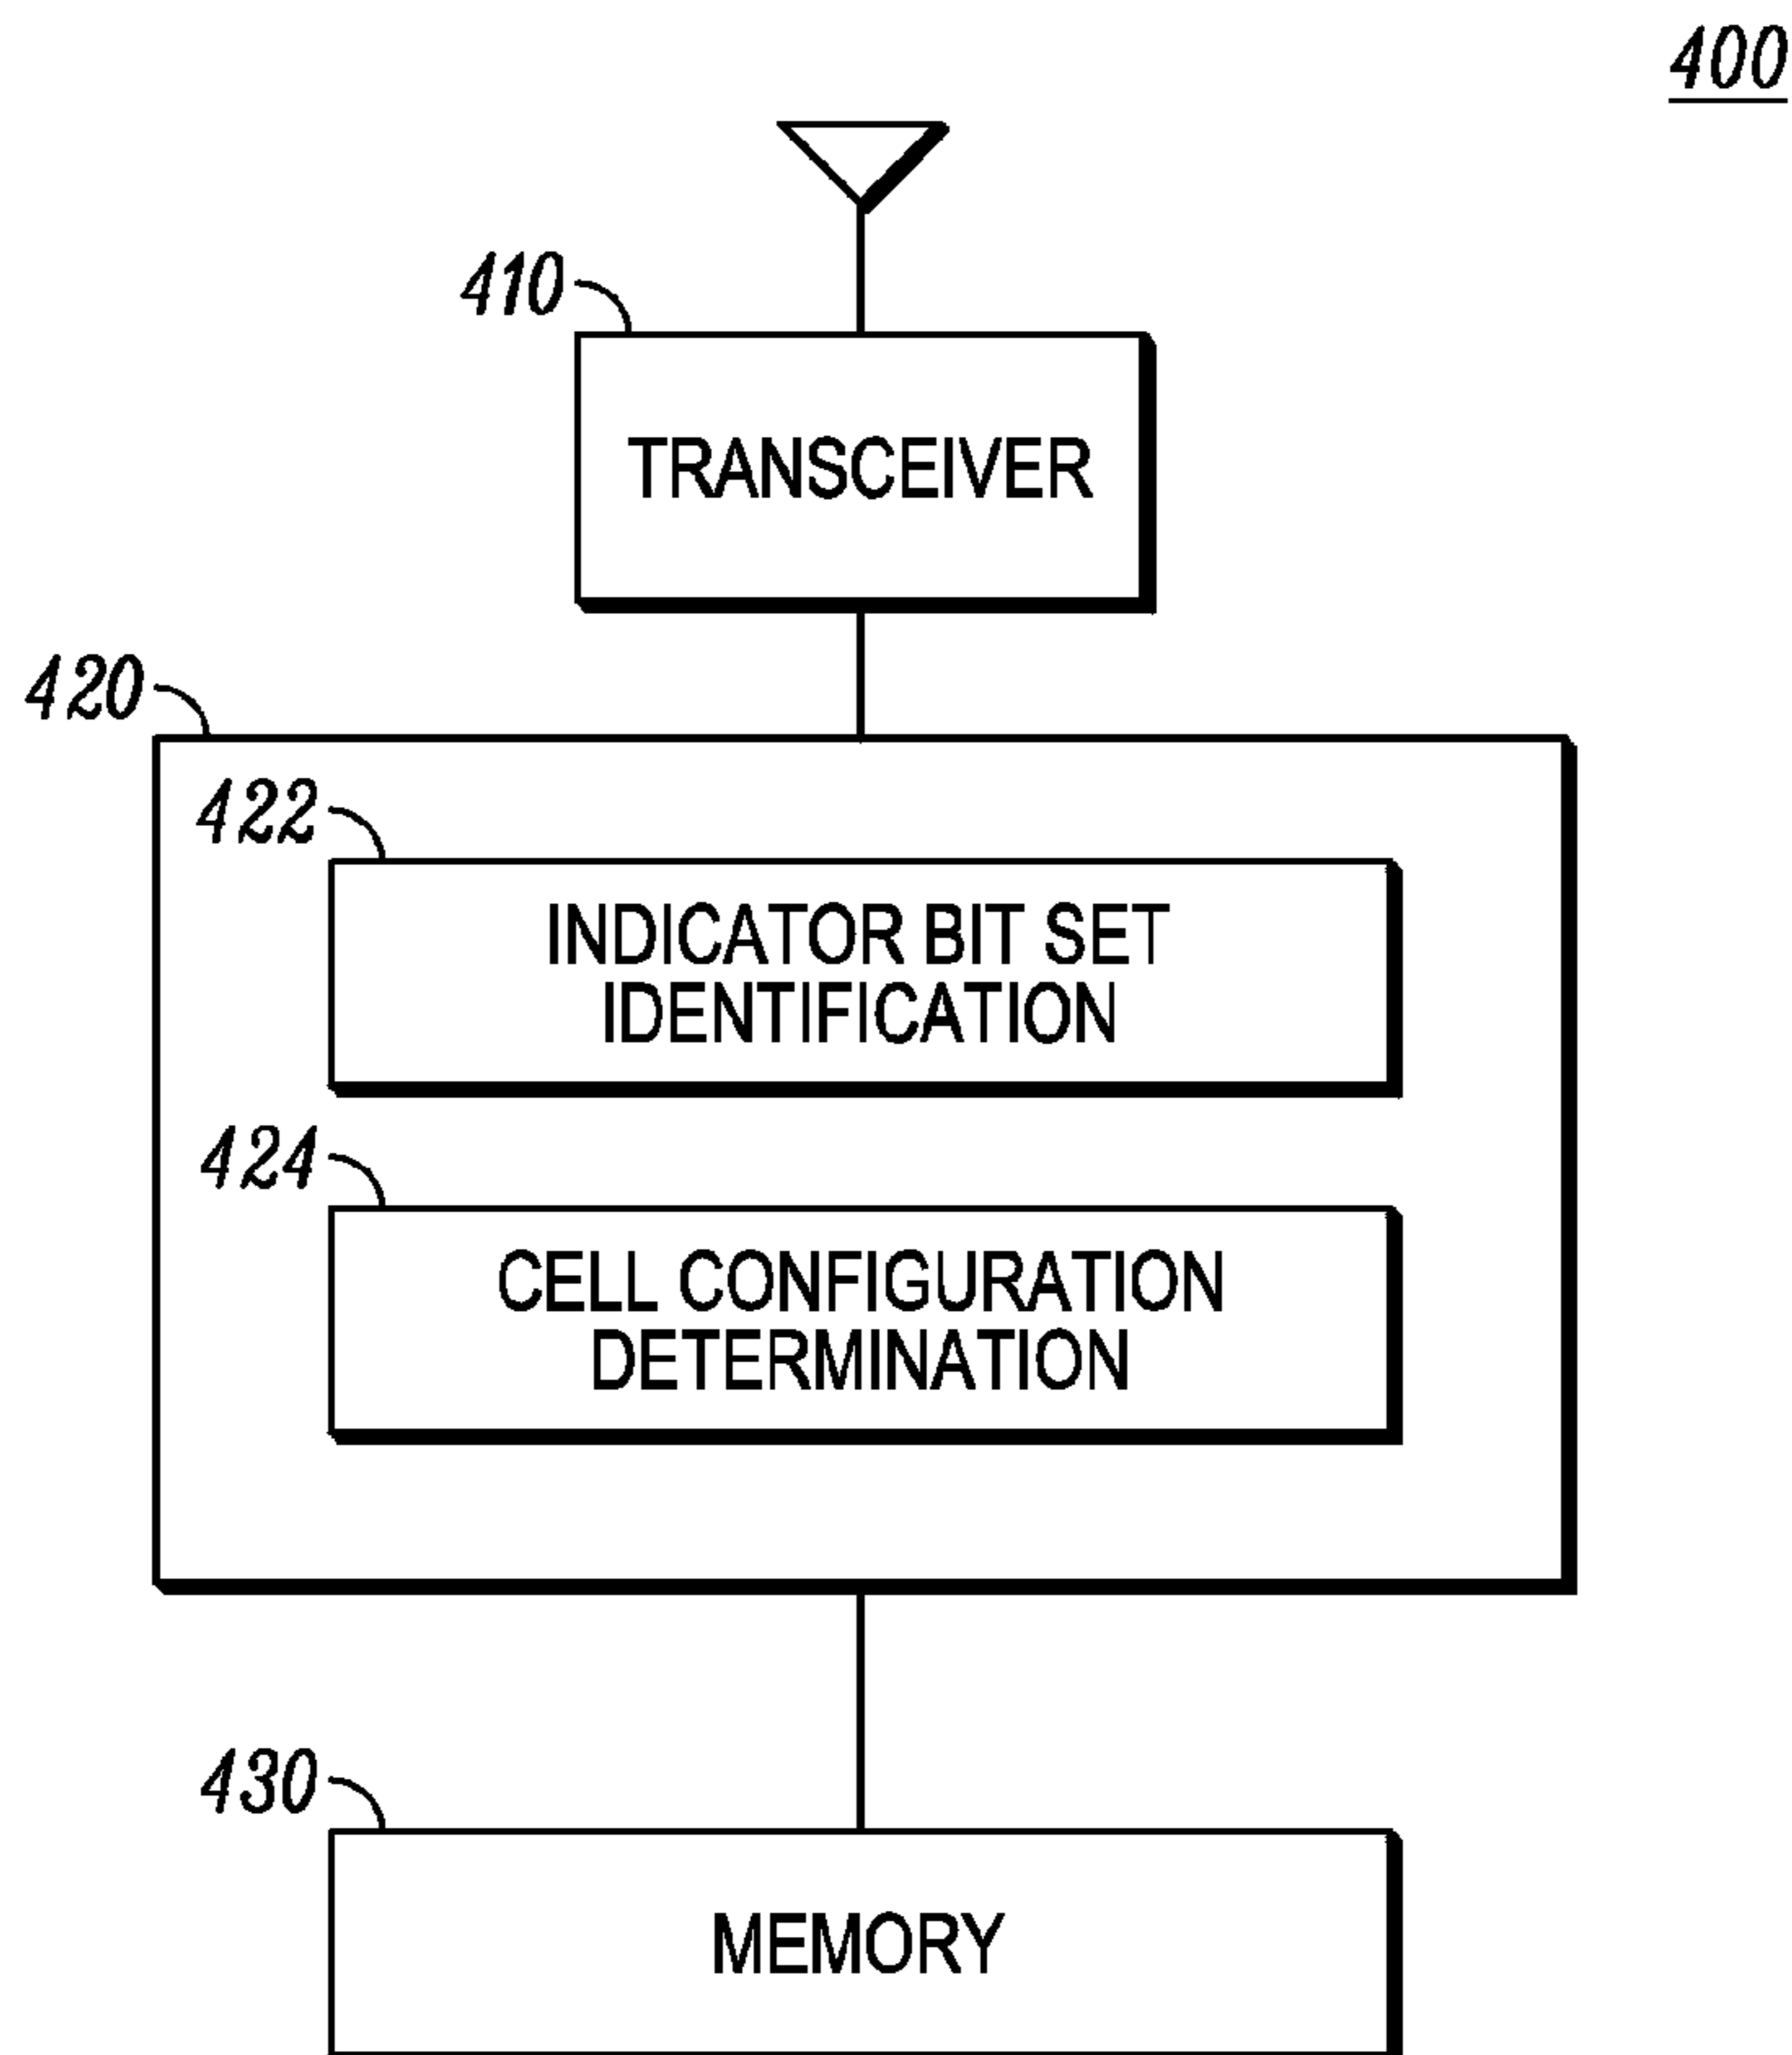 400
410
TRANSCEIVER
420
422
INDICATOR BIT SET
IDENTIFICATION
424
CELL CONFIGURATION
DETERMINATION
430
MEMORY